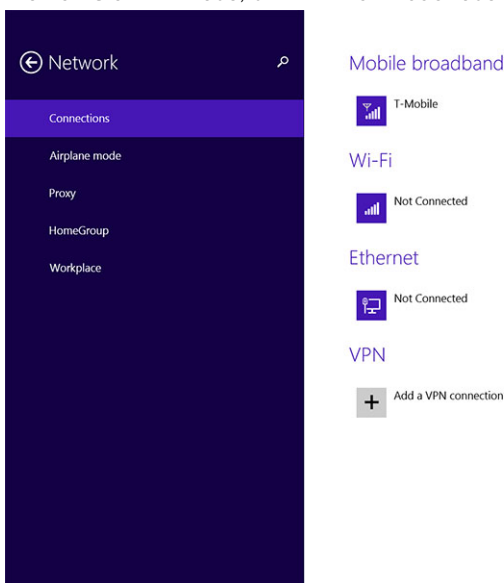 Network
Connections
Airplane mode
Proxy
HomeGroup
Workplace
Mobile broadband
T-Mobile
Wi-Fi
Not Connected
Ethernet
Not Connected
VPN
Add a VPN connection